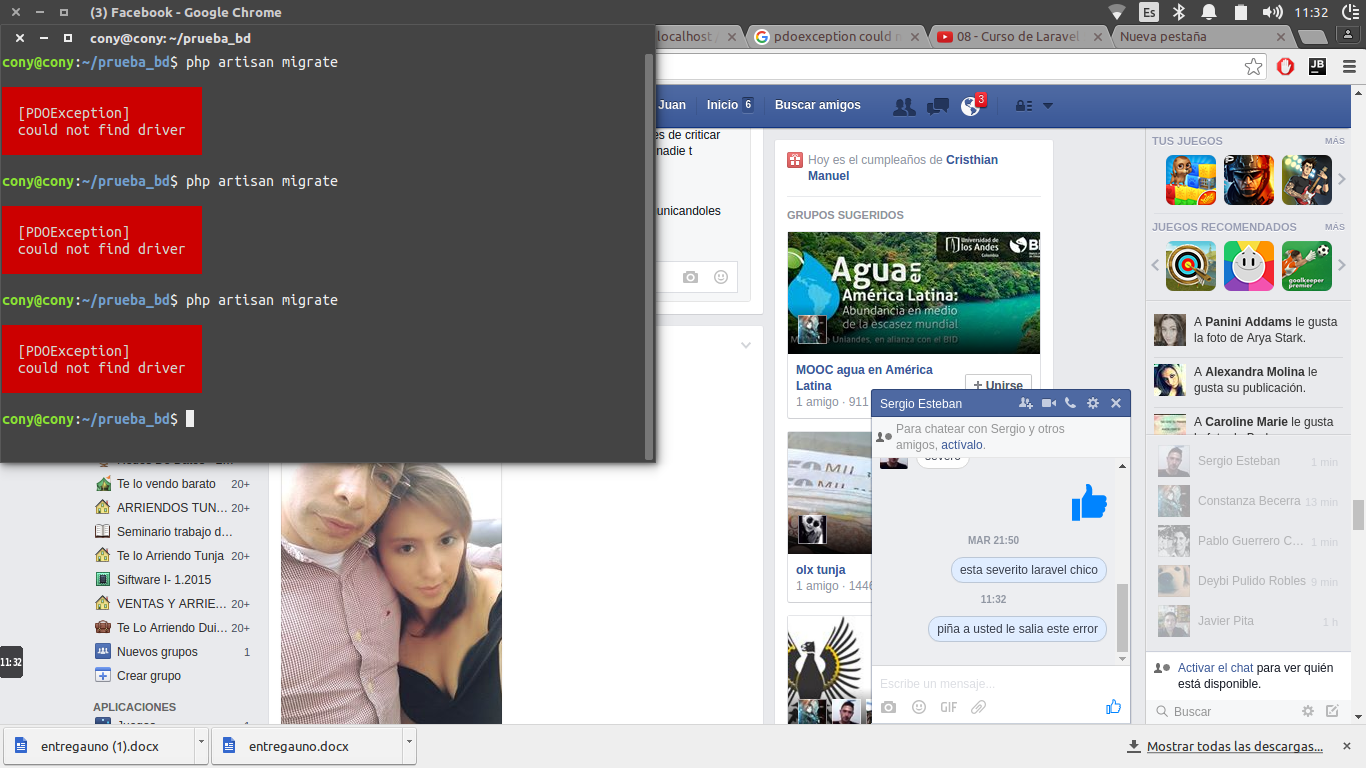 (3) Facebook - Google Chrome
Es
11:32
cony@cony: ~/prueba_bd
cony@cony:~/prueba_bd$ php artisan migrate
[PDOException]
could not find driver
cony@cony:~/prueba_bd$ php artisan migrate
[PDOException]
could not find driver
cony@cony:~/prueba_bd$ php artisan migrate
[PDOException]
could not find driver
cony@cony:~/prueba_bd$
localhost
pdoexception could n
08 - Curso de Laravel
Nueva pestaña
JB
Juan
Inicio 6
Buscar amigos
3
es de criticar
nadie t
unicandoles
Hoy es el cumpleaños de Cristhian
Manuel
GRUPOS SUGERIDOS
Universidad de
los Andes
Colombia
Agua en
América Latina:
Abundancia en medio
de la escasez mundial
Uniandes, en alianza con el BID
MOOC agua en América
Latina
Unirse
1 amigo · 911
50 MIL
MIL
olx tunja
1 amigo · 1446
TUS JUEGOS
MÁS
JUEGOS RECOMENDADOS
MÁS
goalkeeper
premier
A Panini Addams le gusta
la foto de Arya Stark.
A Alexandra Molina le
gusta su publicación.
A Caroline Marie le gusta
Sergio Esteban 1 min
Constanza Becerra 13 min
Pablo Guerrero C... 1 min
Deybi Pulido Robles 9 min
Javier Pita 1 h
Activar el chat para ver quién
está disponible.
Buscar
Sergio Esteban
Para chatear con Sergio y otros
amigos, actívalo.
severo
MAR 21:50
esta severito laravel chico
11:32
piña a usted le salia este error
Escribe un mensaje...
GIF
Te lo vendo barato 20+
ARRIENDOS TUN... 20+
Seminario trabajo d...
Te lo Arriendo Tunja 20+
Siftware I- 1.2015
VENTAS Y ARRIE... 20+
Te Lo Arriendo Dui... 20+
Nuevos grupos 1
Crear grupo
APLICACIONES
Juegos
11:32
entregauno (1).docx
entregauno.docx
Mostrar todas las descargas...